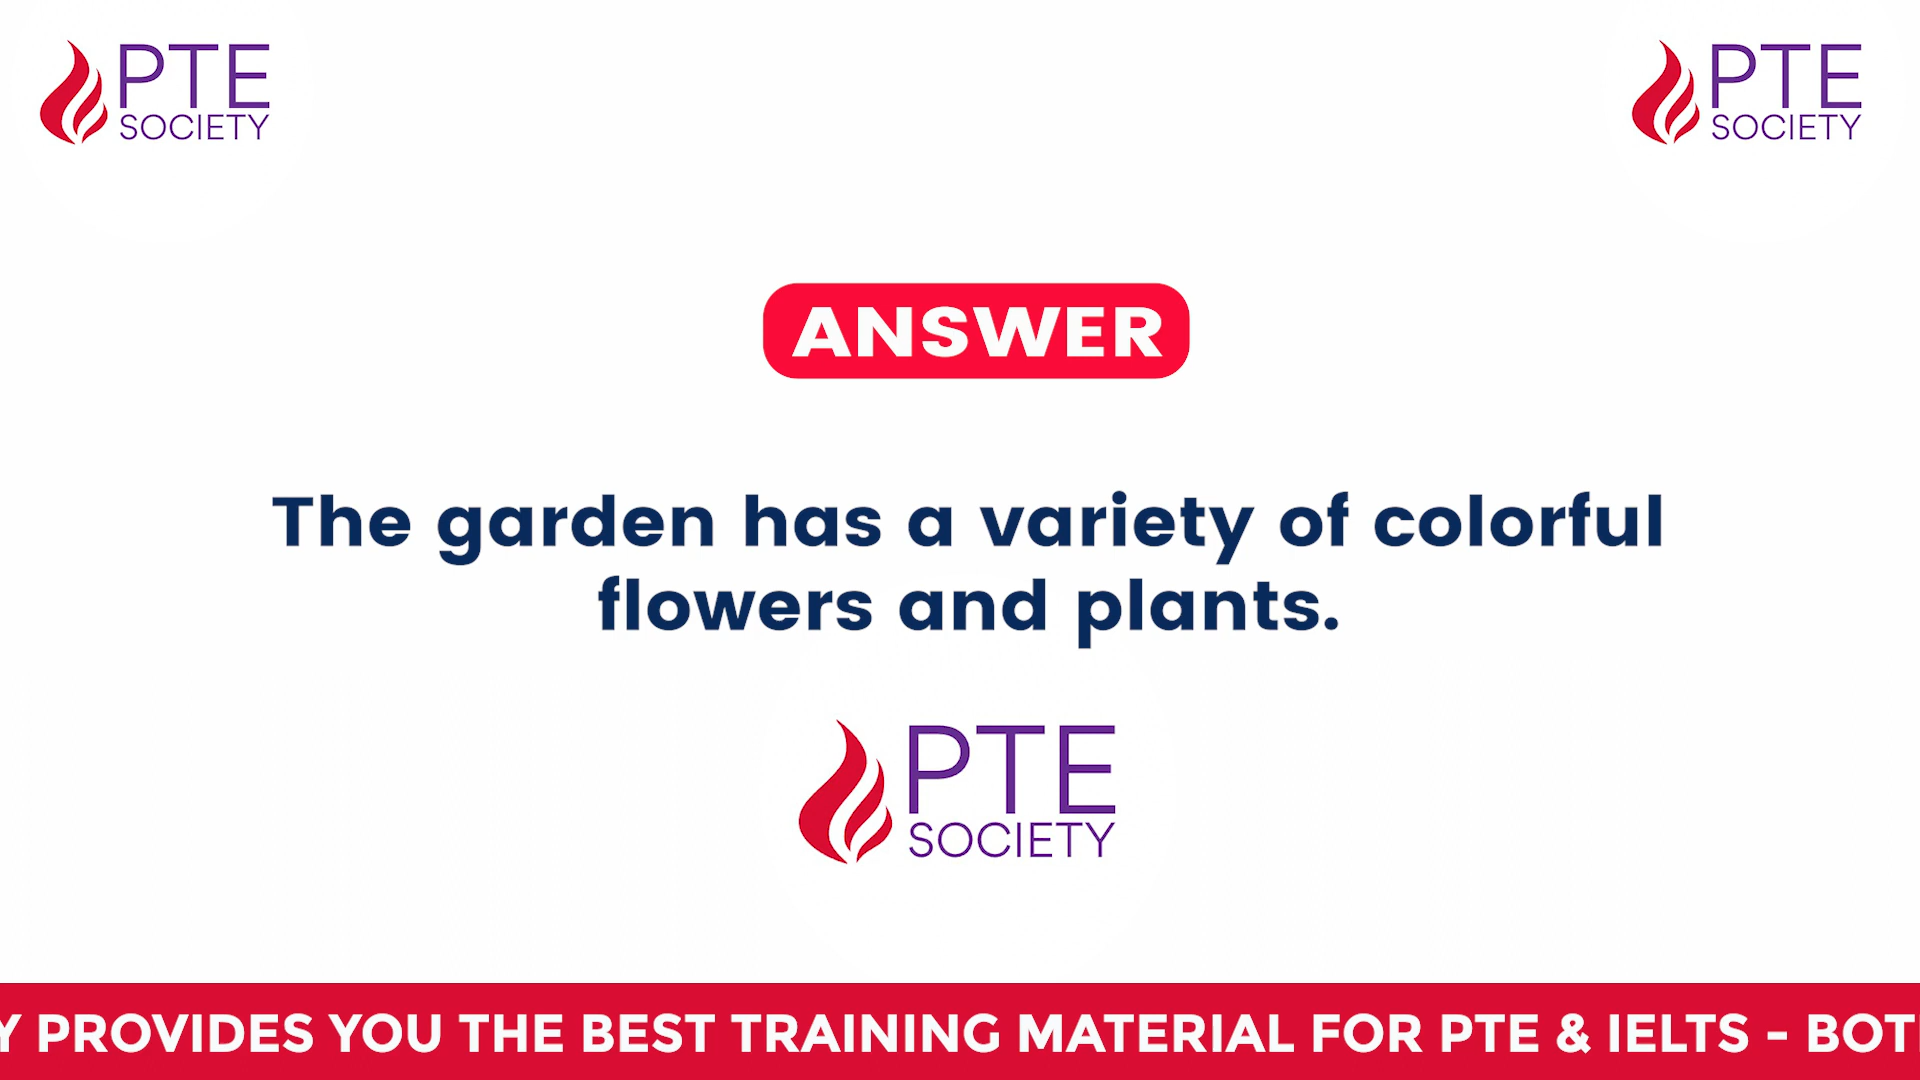 PTE
SOCIETY
PTE
SOCIETY
ANSWER
The garden has a variety of colorful
flowers and plants.
PTE
SOCIETY
Y PROVIDES YOU THE BEST TRAINING MATERIAL FOR PTE & IELTS - BOT